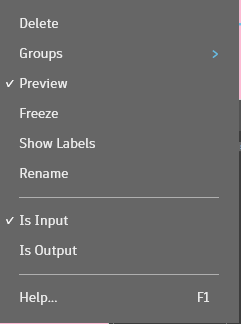 Delete
Groups >
✓ Preview
Freeze
Show Labels
Rename
✓ Is Input
Is Output
Help... F1